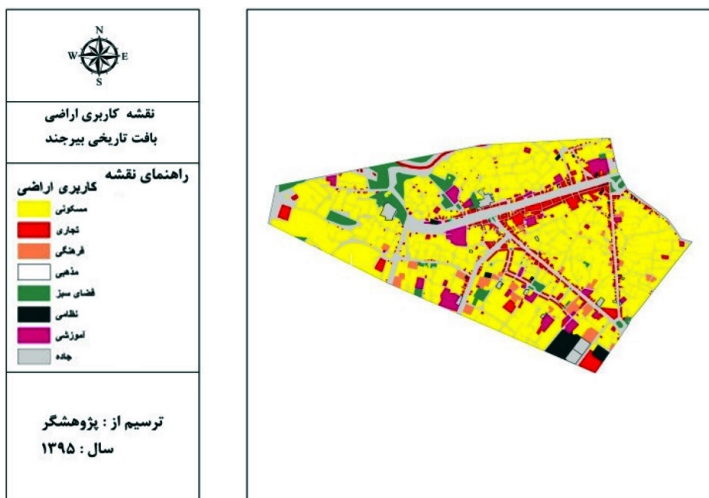 N
W E
S
نقشه کاربری اراضی
بافت تاریخی بیرجند
راهنمای نقشه
کاربری اراضی
مسکونی
تجاری
فرهنگی
مذهبی
فضای سبز
نظامی
آموزشی
جاده
ترسیم از : پژوهشگر
سال : ۱۳۹۵